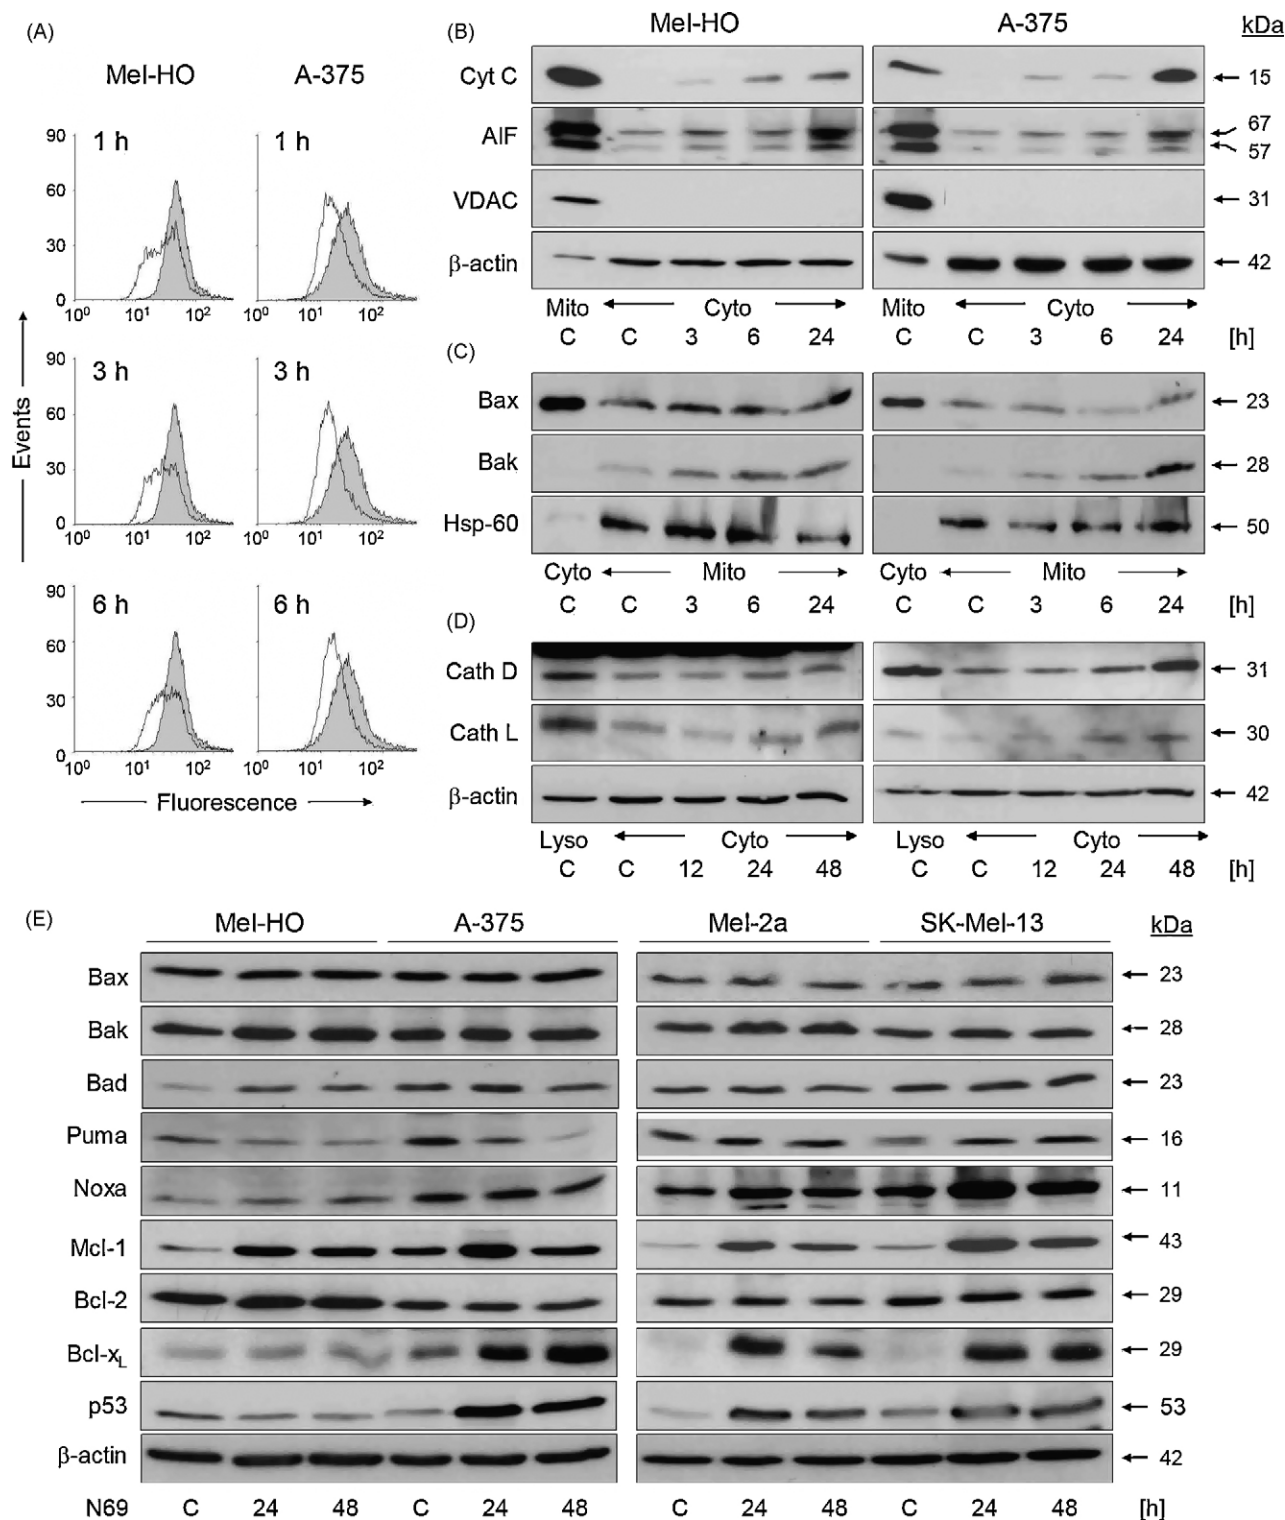 (A)
Mel-HO A-375
90 1 h 1 h
60
30
0
10⁰ 10¹ 10² 10⁰ 10¹ 10²
90 3 h 3 h
60
30
0
10⁰ 10¹ 10² 10⁰ 10¹ 10²
90 6 h 6 h
60
30
0
10⁰ 10¹ 10² 10⁰ 10¹ 10²
Events
Fluorescence
(B) Mel-HO A-375 kDa
Cyt C 15
AIF 67
57
VDAC 31
β-actin 42
Mito Cyto Mito Cyto
C C 3 6 24 C C 3 6 24 [h]
(C)
Bax 23
Bak 28
Hsp-60 50
Cyto Mito Cyto Mito
C C 3 6 24 C C 3 6 24 [h]
(D)
Cath D 31
Cath L 30
β-actin 42
Lyso Cyto Lyso Cyto
C C 12 24 48 C C 12 24 48 [h]
(E) Mel-HO A-375 Mel-2a SK-Mel-13 kDa
Bax 23
Bak 28
Bad 23
Puma 16
Noxa 11
Mcl-1 43
Bcl-2 29
Bcl-x_L 29
p53 53
β-actin 42
N69 C 24 48 C 24 48 C 24 48 C 24 48 [h]